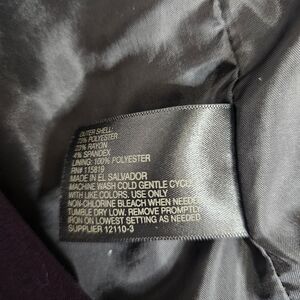 OUTER SHELL:
73% POLYESTER
23% RAYON
4% SPANDEX
LINING: 100% POLYESTER
RN# 115819
MADE IN EL SALVADOR
MACHINE WASH COLD GENTLE CYCLE
WITH LIKE COLORS. USE ONLY
NON-CHLORINE BLEACH WHEN NEEDED.
TUMBLE DRY LOW. REMOVE PROMPTLY.
IRON ON LOWEST SETTING AS NEEDED.
SUPPLIER 12110-3